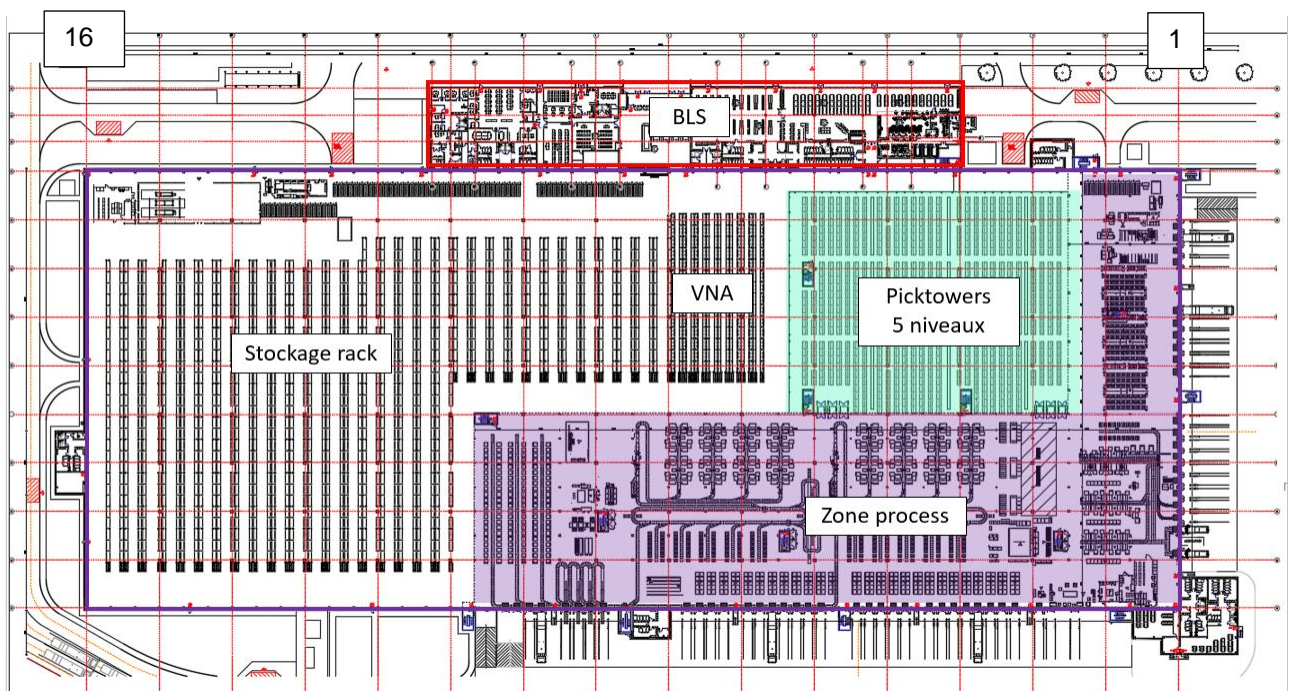 16
1
BLS
VNA
Picktowers
5 niveaux
Stockage rack
Zone process